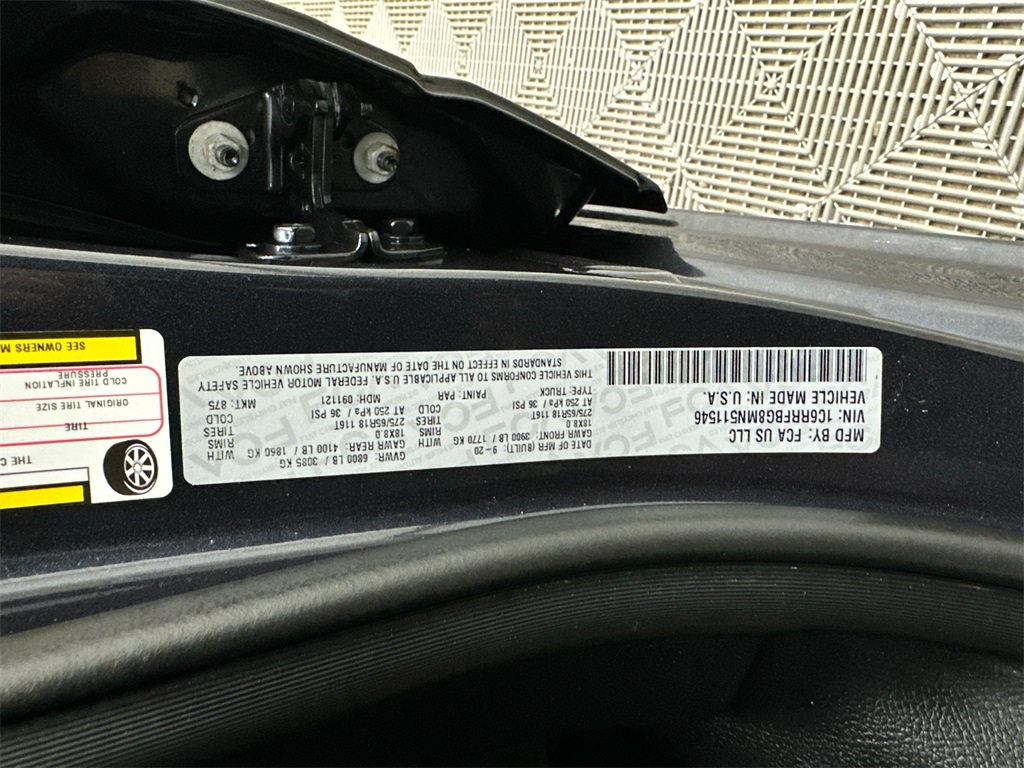 MFD BY: FCA US LLC
VIN: 1C6RRFBG8MN511546
VEHICLE MADE IN: U.S.A.
DATE OF MFR (BUILT): 9-20
GVWR: 6800 LB / 3085 KG
GAWR FRONT: 3900 LB / 1770 KG WITH
GAWR REAR: 4100 LB / 1860 KG WITH
18X8.0 RIMS
18X8.0 RIMS
275/65R18 116T TIRES
275/65R18 116T TIRES
AT 250 kPa / 36 PSI COLD
AT 250 kPa / 36 PSI COLD
TYPE: TRUCK
PAINT: PAR
MDH: 09121
MKT: 875
THIS VEHICLE CONFORMS TO ALL APPLICABLE U.S.A. FEDERAL MOTOR VEHICLE SAFETY
STANDARDS IN EFFECT ON THE DATE OF MANUFACTURE SHOWN ABOVE.
THE C
TIRE
ORIGINAL TIRE SIZE
COLD TIRE INFLATION
PRESSURE
SEE OWNERS M